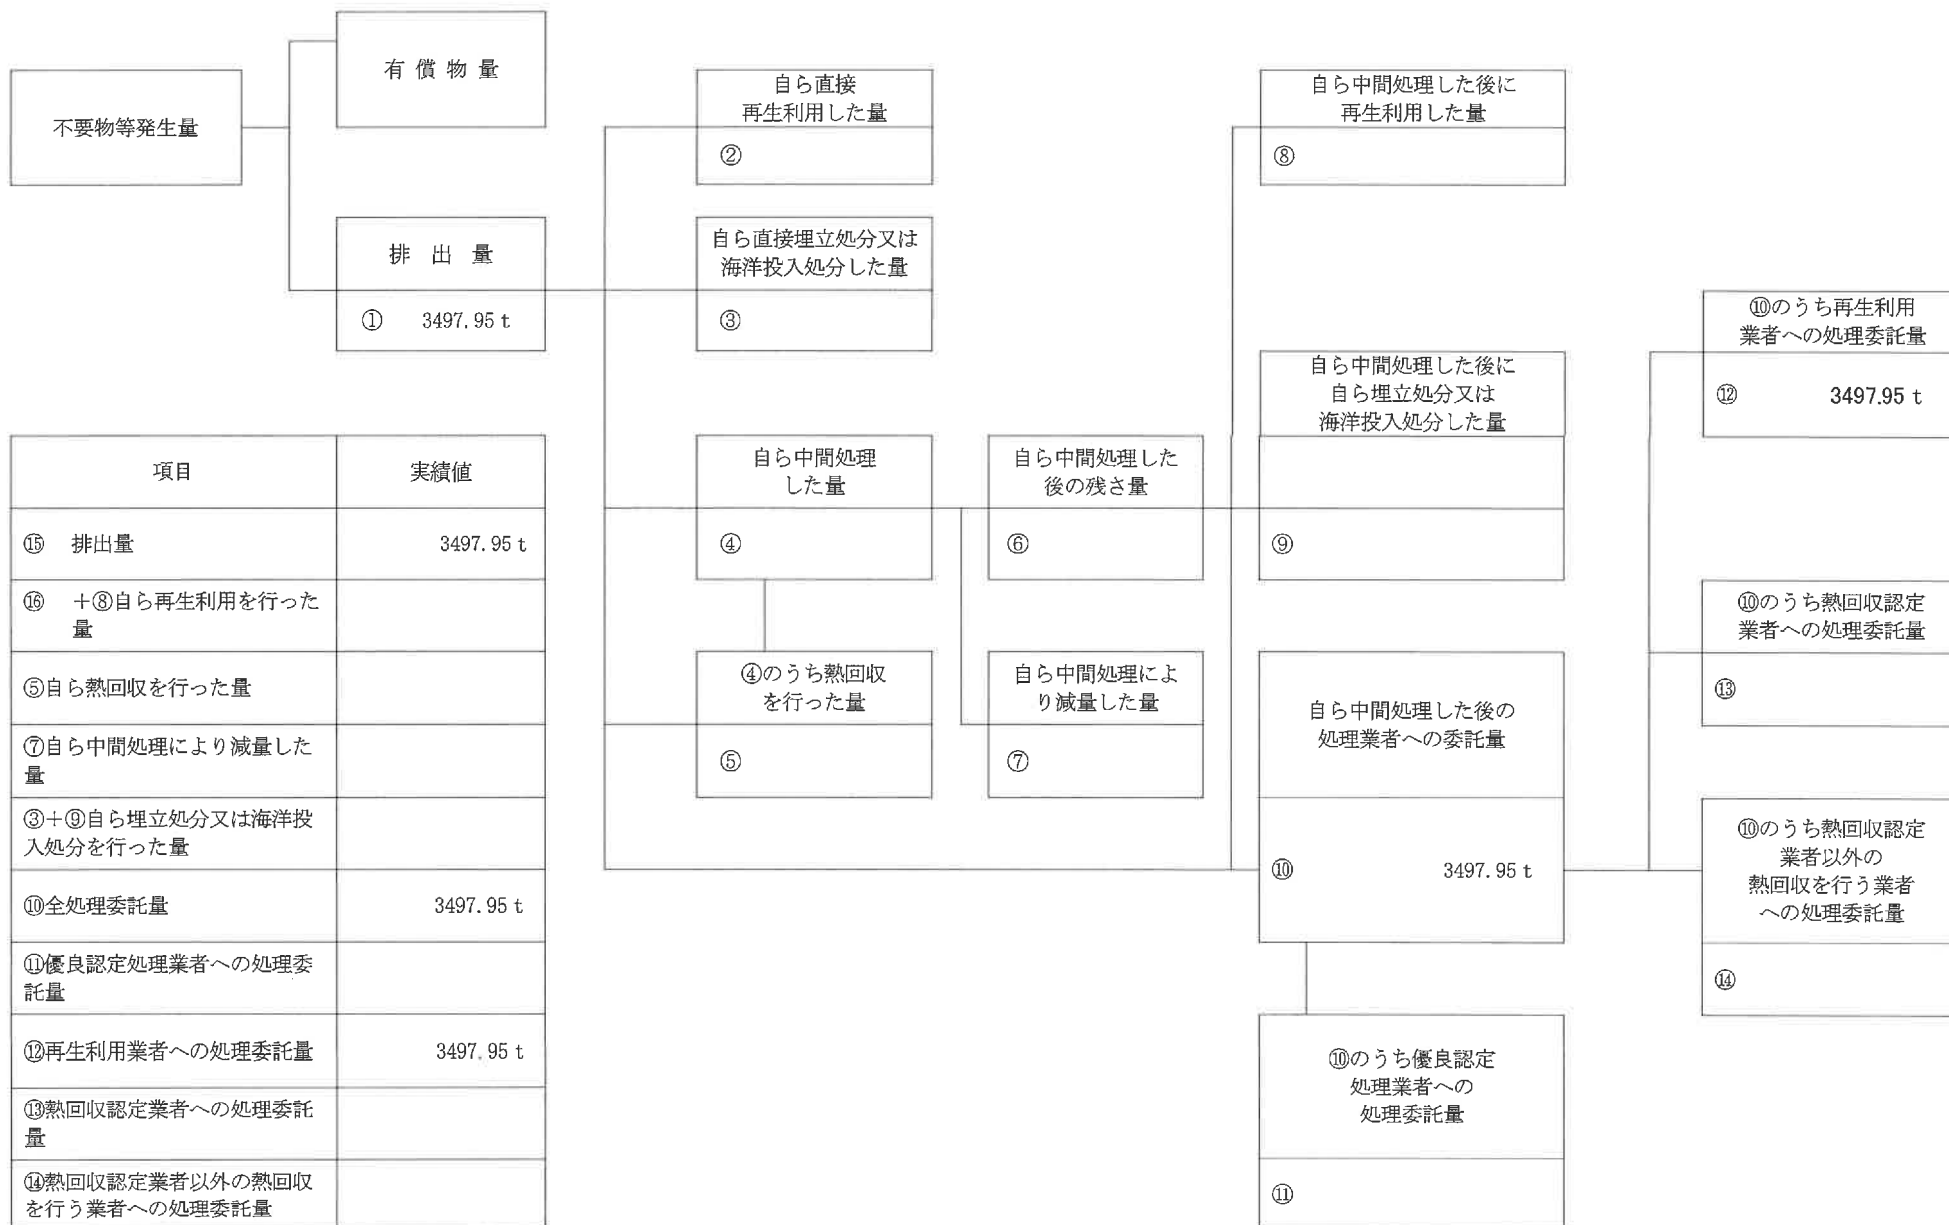 不要物等発生量
有償物量
排出量
① 3497.95 t
自ら直接
再生利用した量
②
自ら直接埋立処分又は
海洋投入処分した量
③
自ら中間処理
した量
④
④のうち熱回収
を行った量
⑤
自ら中間処理した
後の残さ量
⑥
自ら中間処理によ
り減量した量
⑦
自ら中間処理した後に
再生利用した量
⑧
自ら中間処理した後に
自ら埋立処分又は
海洋投入処分した量
⑨
自ら中間処理した後の
処理業者への委託量
⑩ 3497.95 t
⑩のうち優良認定
処理業者への
処理委託量
⑪
⑩のうち再生利用
業者への処理委託量
⑫ 3497.95 t
⑩のうち熱回収認定
業者への処理委託量
⑬
⑩のうち熱回収認定
業者以外の
熱回収を行う業者
への処理委託量
⑭
項目 実績値
⑮ 排出量 3497.95 t
⑯ +⑧自ら再生利用を行った
量
⑤自ら熱回収を行った量
⑦自ら中間処理により減量した
量
③+⑨自ら埋立処分又は海洋投
入処分を行った量
⑩全処理委託量 3497.95 t
⑪優良認定処理業者への処理委
託量
⑫再生利用業者への処理委託量 3497.95 t
⑬熱回収認定業者への処理委託
量
⑭熱回収認定業者以外の熱回収
を行う業者への処理委託量